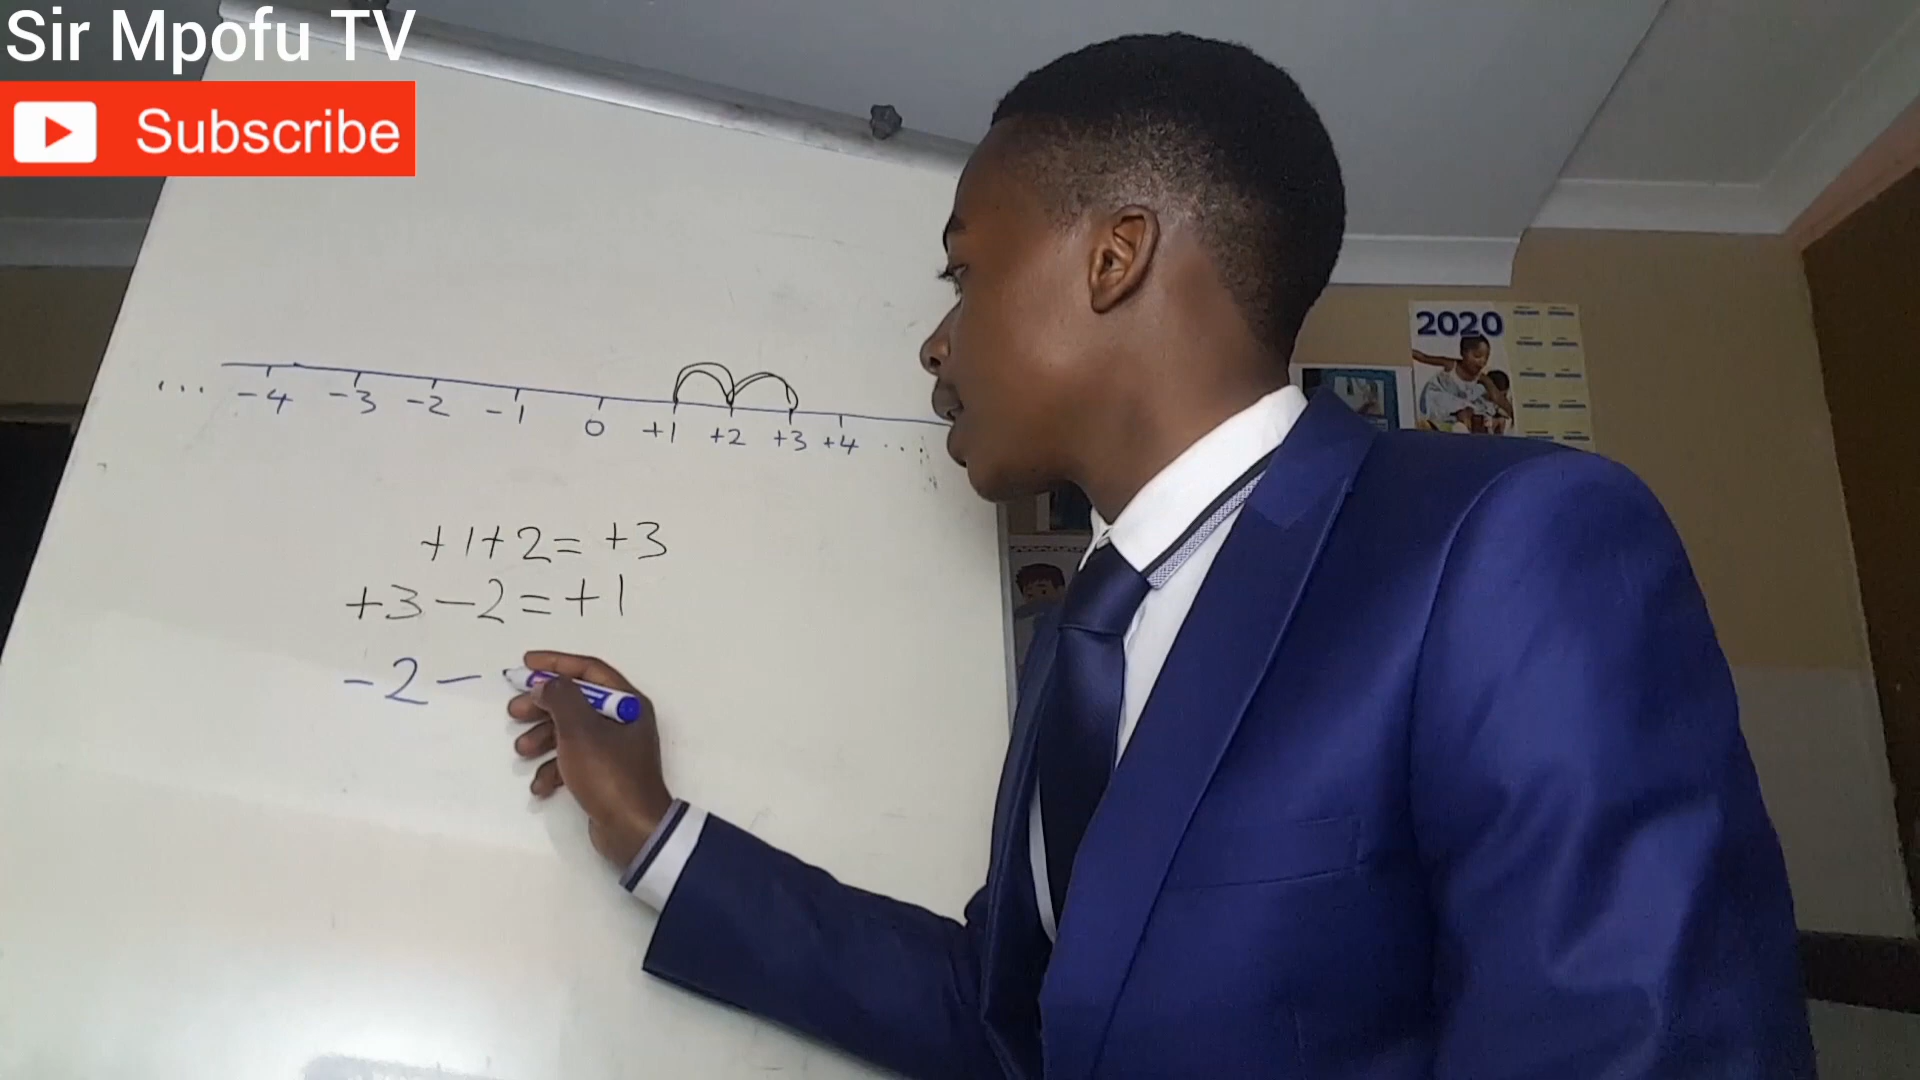 Sir Mpofu TV
Subscribe
2020
... -4 -3 -2 -1 0 +1 +2 +3 +4 ...
+1+2=+3
+3-2=+1
-2-